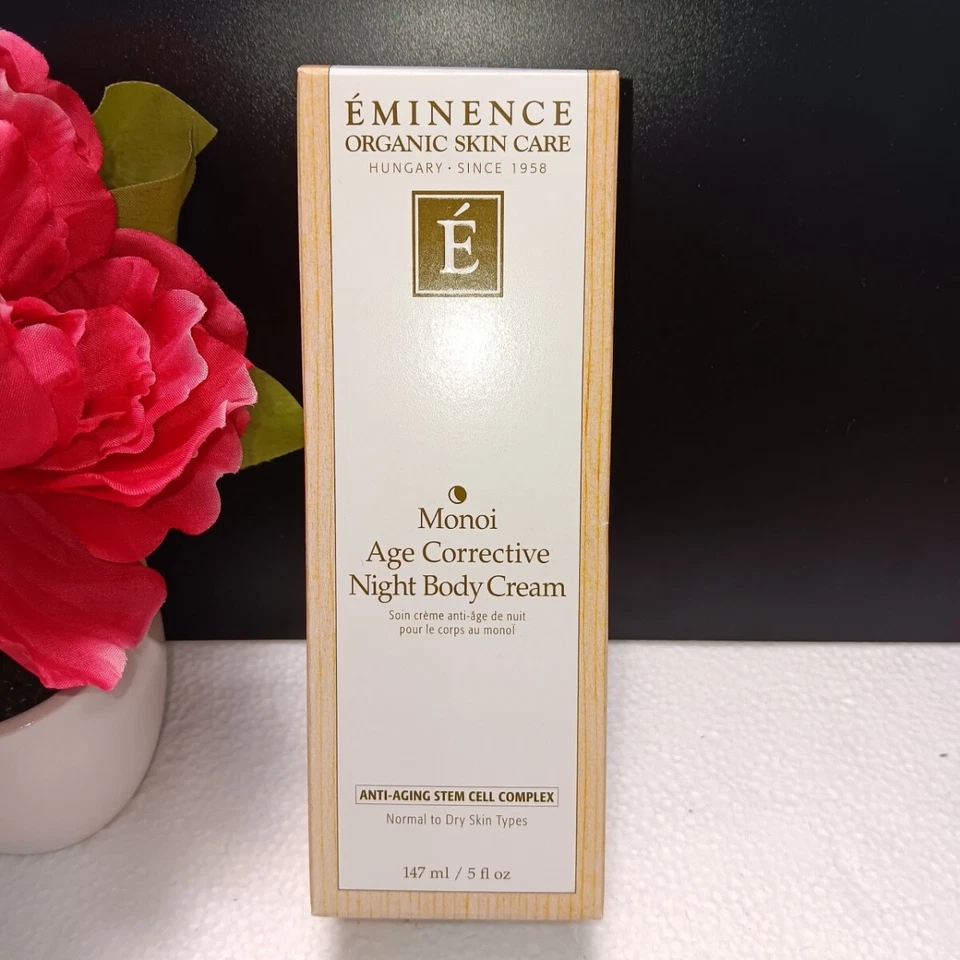 ÉMINENCE
ORGANIC SKIN CARE
HUNGARY · SINCE 1958
É
Monoi
Age Corrective
Night Body Cream
Soin crème anti-âge de nuit
pour le corps au monoï
ANTI-AGING STEM CELL COMPLEX
Normal to Dry Skin Types
147 ml / 5 fl oz